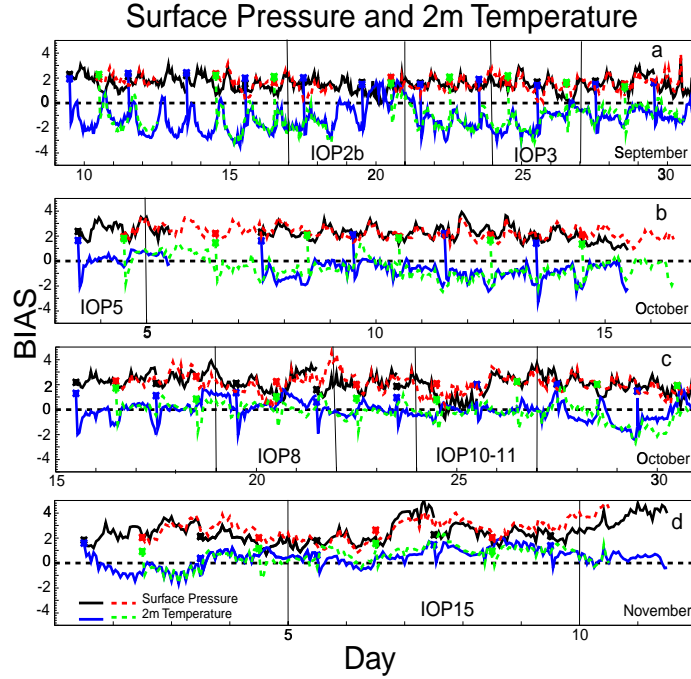 Surface Pressure and 2m Temperature
4
2
0
-2
-4
a
IOP2b
IOP3
September
10
15
20
25
30
4
2
0
-2
-4
b
IOP5
October
5
10
15
BIAS
4
2
0
-2
-4
c
IOP8
IOP10-11
October
15
20
25
30
4
2
0
-2
-4
d
Surface Pressure
2m Temperature
IOP15
November
5
10
Day